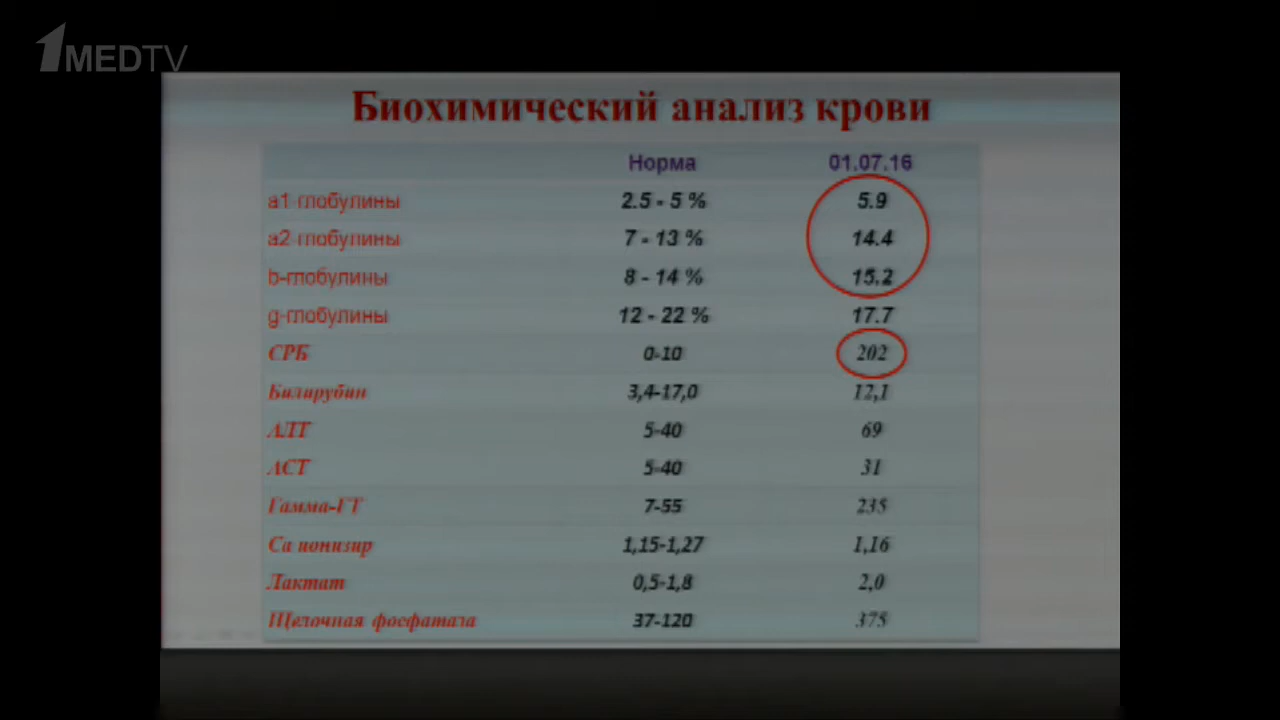 1MEDTV
Биохимический анализ крови
Норма 01.07.16
a1 глобулины 2.5 - 5 % 5.9
a2-глобулины 7 - 13 % 14.4
b-глобулины 8 - 14 % 15.2
g-глобулины 12 - 22 % 17.7
СРБ 0-10 202
Билирубин 3,4-17,0 12,1
АЛТ 5-40 69
АСТ 5-40 31
Гамма-ГТ 7-55 235
Ca ионизир 1,15-1,27 1,16
Лактат 0,5-1,8 2,0
Щелочная фосфатаза 37-120 375